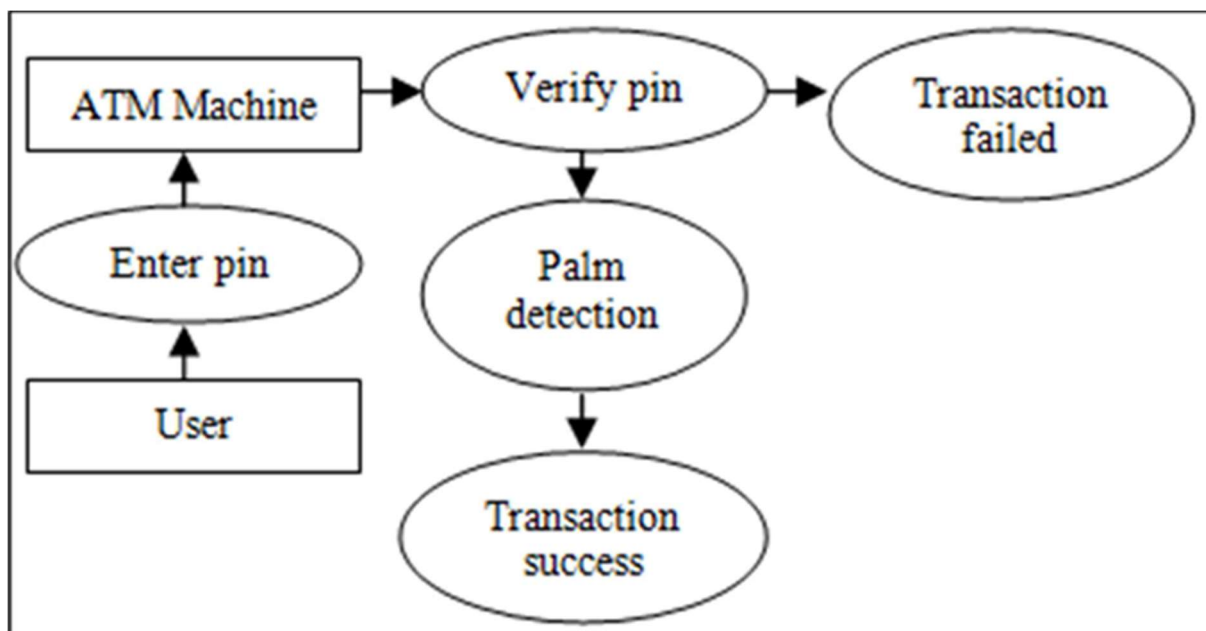 ATM Machine
Verify pin
Transaction
failed
Enter pin
Palm
detection
User
Transaction
success